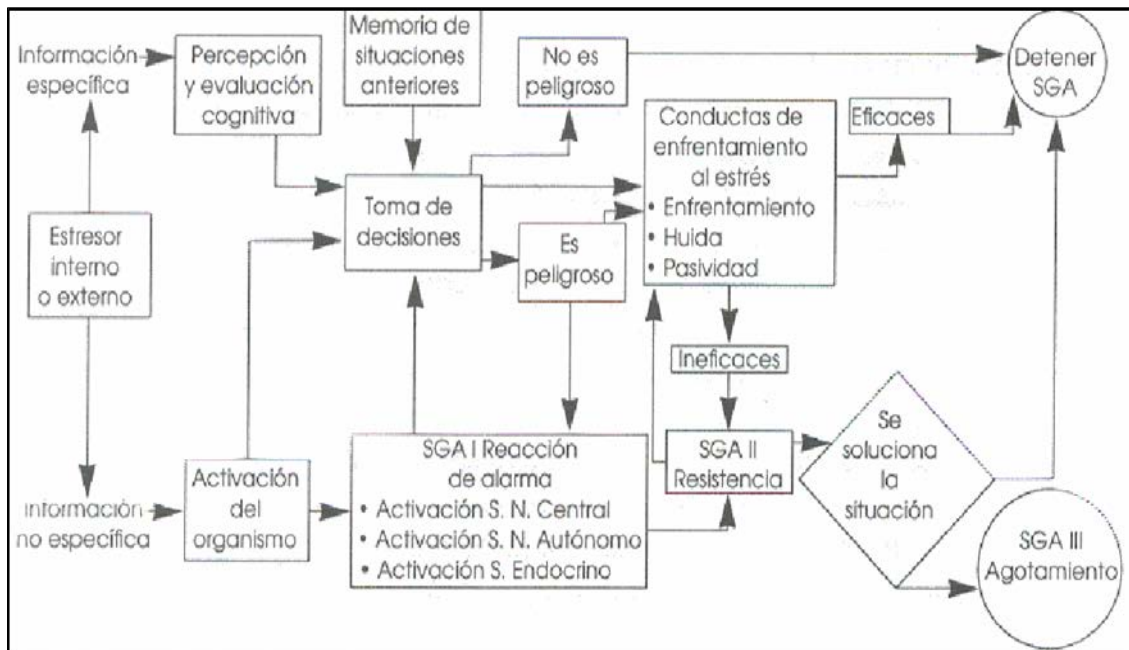 Información
específica
Percepción
y evaluación
cognitiva
Memoria de
situaciones
anteriores
No es
peligroso
Detener
SGA
Estresor
interno
o externo
Toma de
decisiones
Es
peligroso
Conductas de
enfrentamiento
al estrés
• Enfrentamiento
• Huida
• Pasividad
Eficaces
Ineficaces
Información
no específica
Activación
del
organismo
SGA I Reacción
de alarma
• Activación S. N. Central
• Activación S. N. Autónomo
• Activación S. Endocrino
SGA II
Resistencia
Se
soluciona
la
situación
SGA III
Agotamiento